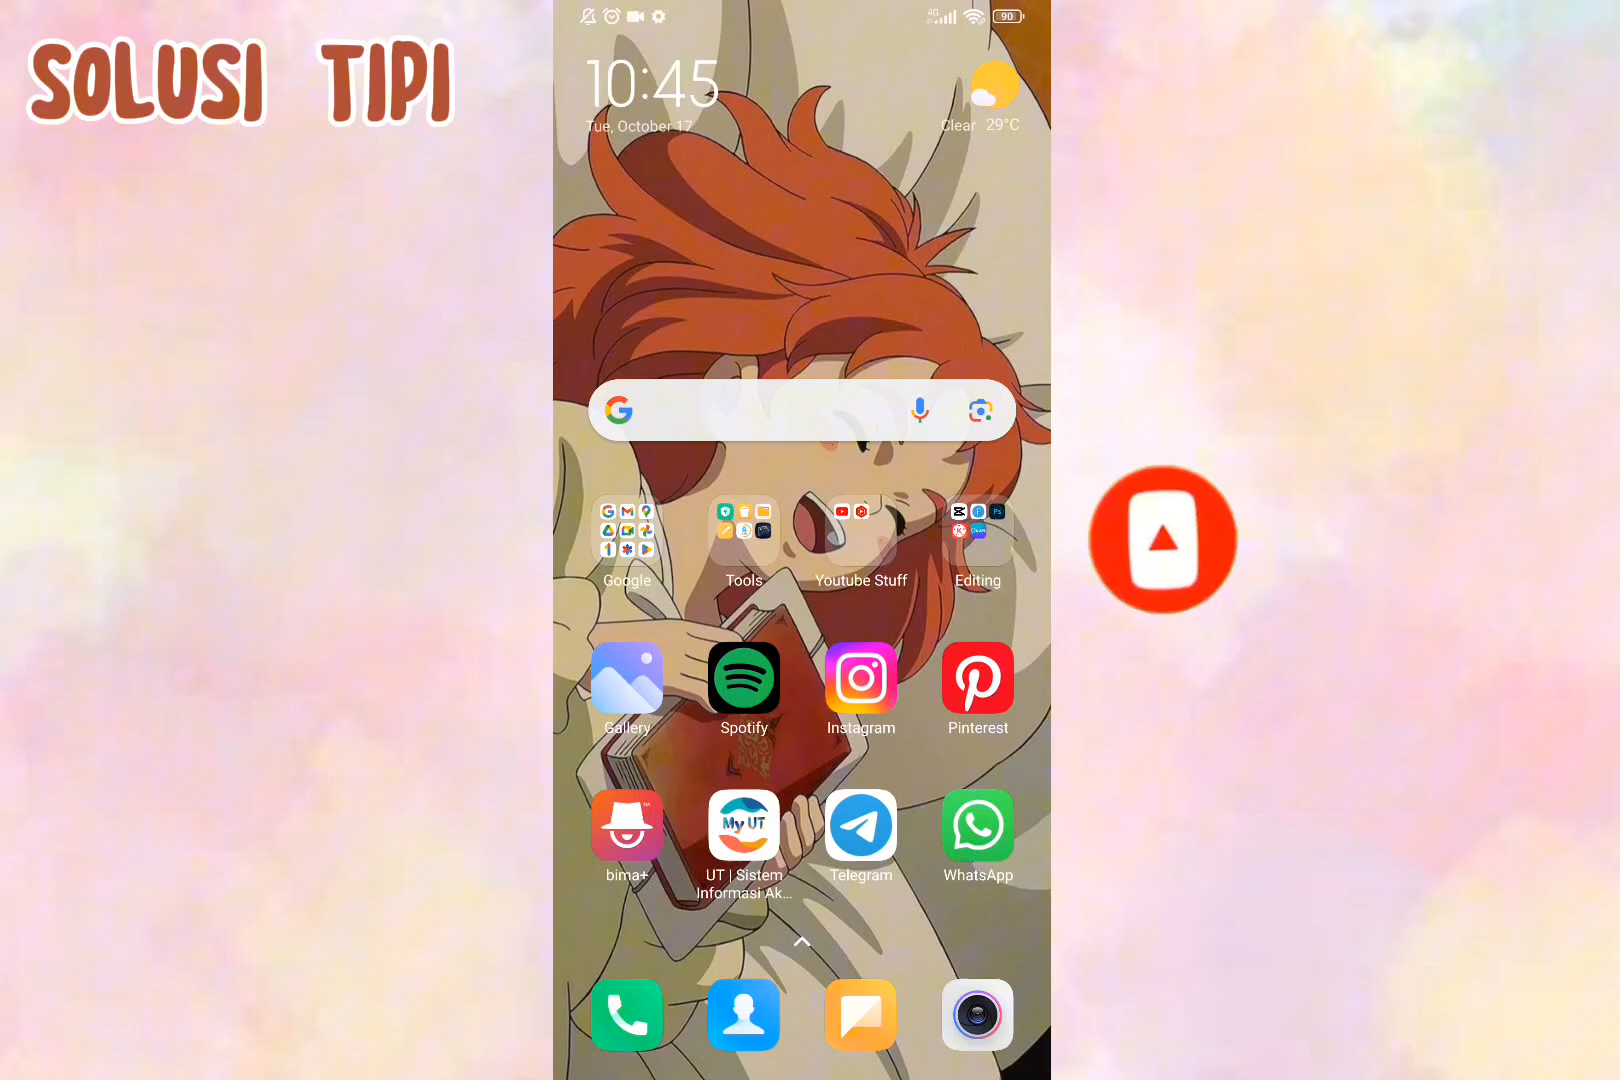 SOLUSI TIPI
4G
90
10:45
Tue, October 17
Clear 29°C
Google
Tools
Youtube Stuff
Editing
Gallery
Spotify
Instagram
Pinterest
My UT
bima+
UT | Sistem
Informasi Ak...
Telegram
WhatsApp